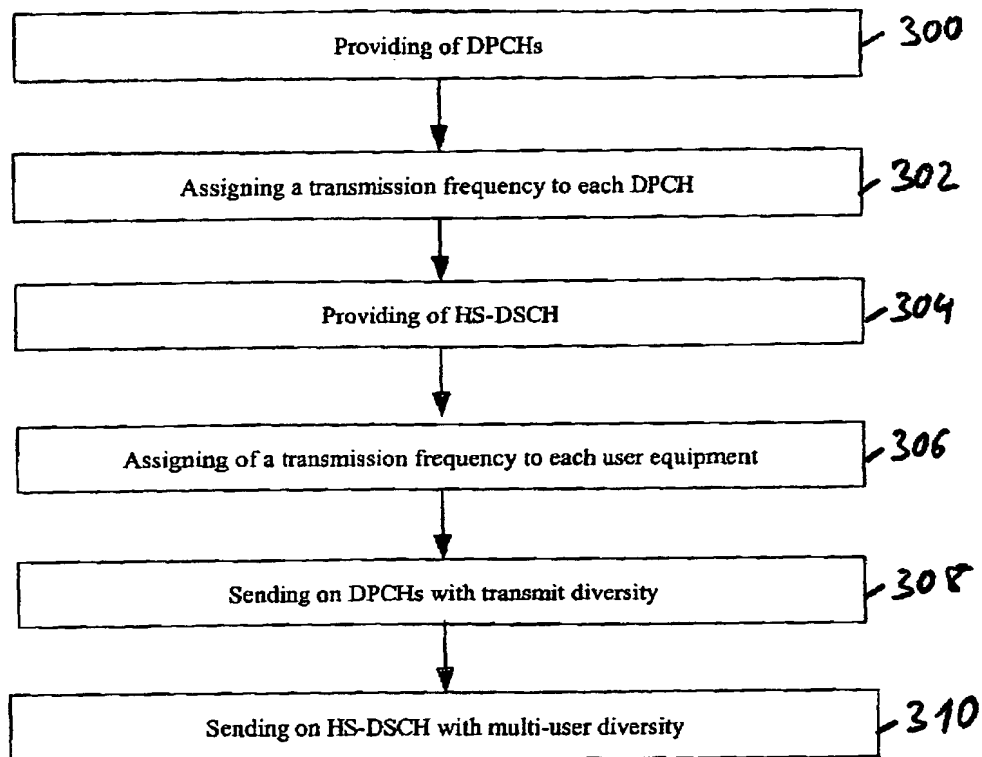 Providing of DPCHs 300
Assigning a transmission frequency to each DPCH 302
Providing of HS-DSCH 304
Assigning of a transmission frequency to each user equipment 306
Sending on DPCHs with transmit diversity 308
Sending on HS-DSCH with multi-user diversity 310